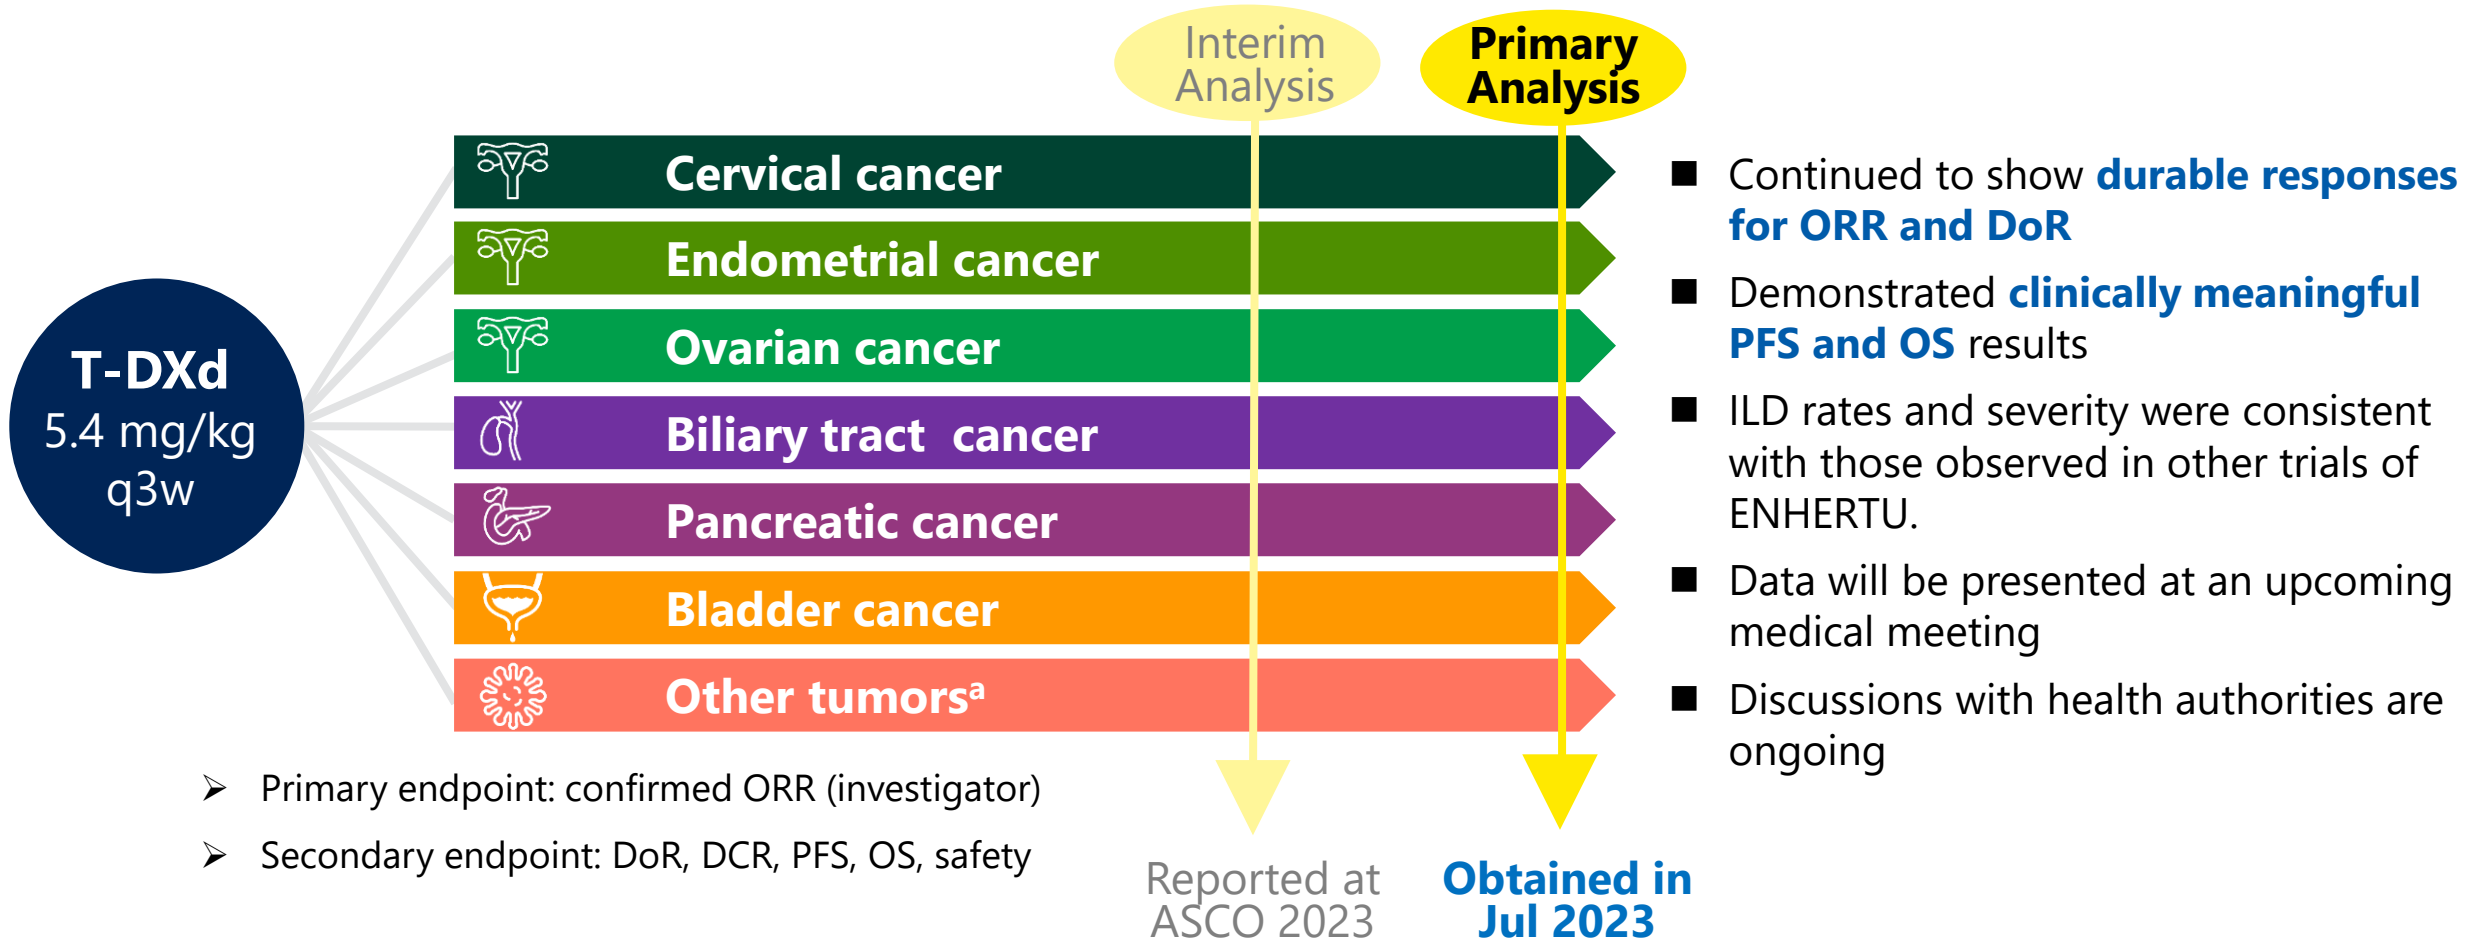 Interim
Analysis
Primary
Analysis
T-DXd
5.4 mg/kg
q3w
Cervical cancer
Endometrial cancer
Ovarian cancer
Biliary tract  cancer
Pancreatic cancer
Bladder cancer
Other tumorsᵃ
■ Continued to show durable responses
for ORR and DoR
■ Demonstrated clinically meaningful
PFS and OS results
■ ILD rates and severity were consistent
with those observed in other trials of
ENHERTU.
■ Data will be presented at an upcoming
medical meeting
■ Discussions with health authorities are
ongoing
➢ Primary endpoint: confirmed ORR (investigator)
➢ Secondary endpoint: DoR, DCR, PFS, OS, safety
Reported at
ASCO 2023
Obtained in
Jul 2023